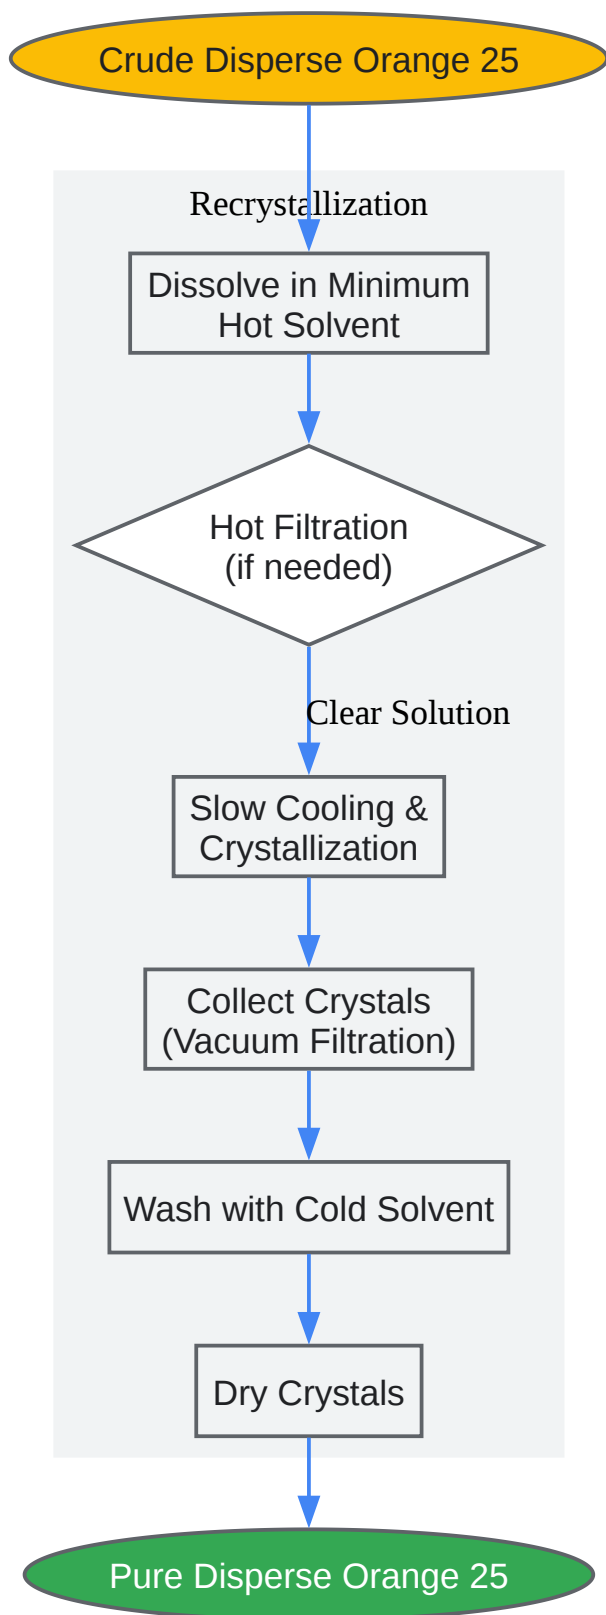 Crude Disperse Orange 25
Recrystallization
Dissolve in Minimum
Hot Solvent
Hot Filtration
(if needed)
Clear Solution
Slow Cooling &
Crystallization
Collect Crystals
(Vacuum Filtration)
Wash with Cold Solvent
Dry Crystals
Pure Disperse Orange 25